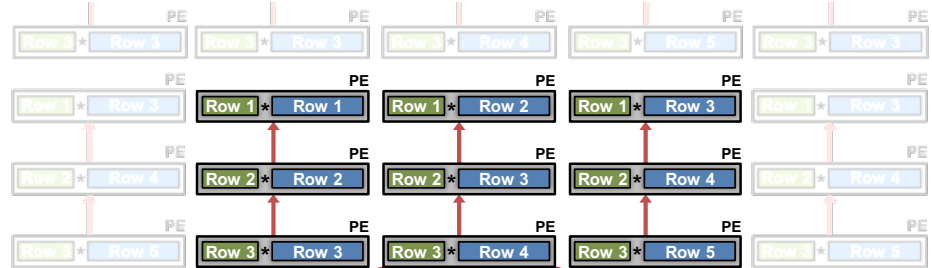 PE PE PE PE PE
Row 3 * Row 3 Row 3 * Row 3 Row 3 * Row 4 Row 3 * Row 5 Row 3 * Row 3
PE PE PE PE PE
Row 1 * Row 3 Row 1 * Row 1 Row 1 * Row 2 Row 1 * Row 3 Row 1 * Row 3
PE PE PE PE PE
Row 2 * Row 4 Row 2 * Row 2 Row 2 * Row 3 Row 2 * Row 4 Row 2 * Row 4
PE PE PE PE PE
Row 3 * Row 5 Row 3 * Row 3 Row 3 * Row 4 Row 3 * Row 5 Row 3 * Row 5